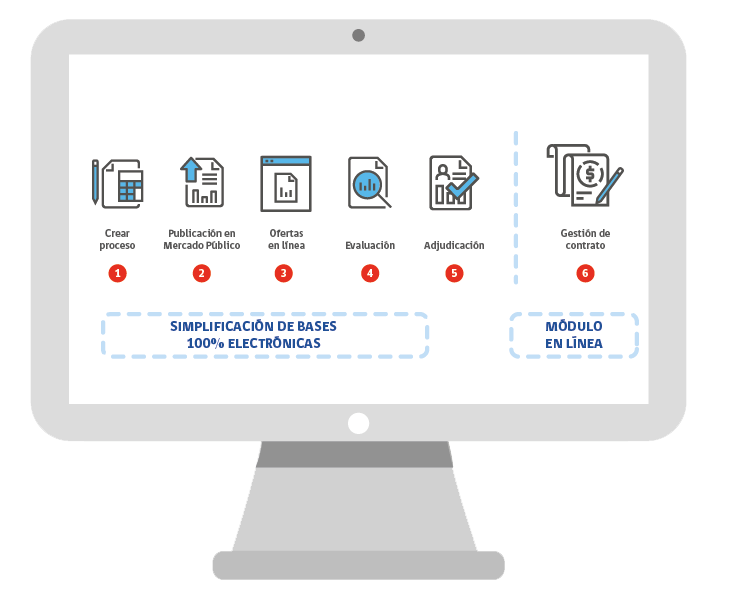 Crear
proceso
Publicación en
Mercado Público
Ofertas
en línea
Evaluación
Adjudicación
Gestión de
contrato
1
2
3
4
5
6
SIMPLIFICACIÓN DE BASES
100% ELECTRÓNICAS
MÓDULO
EN LÍNEA
$